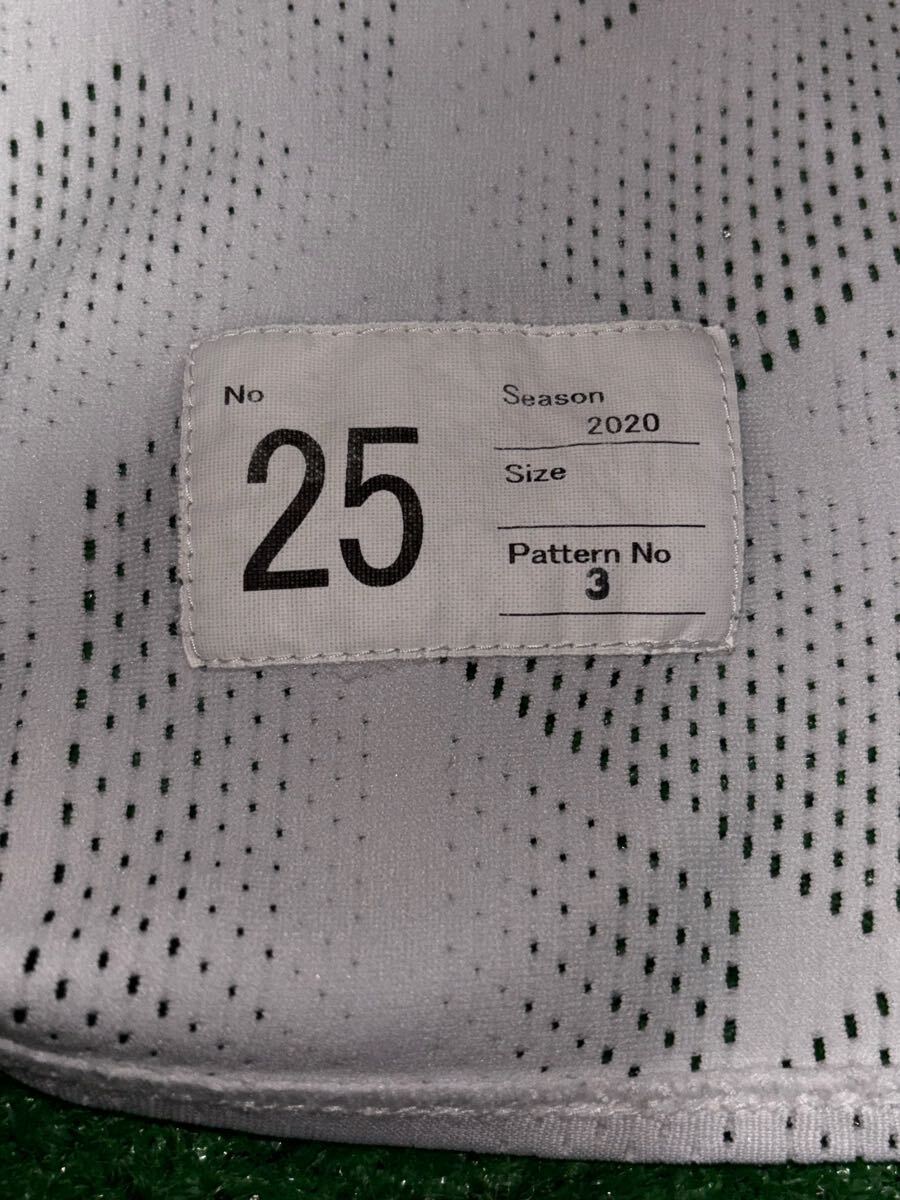 No
25
Season
2020
Size
Pattern No
3